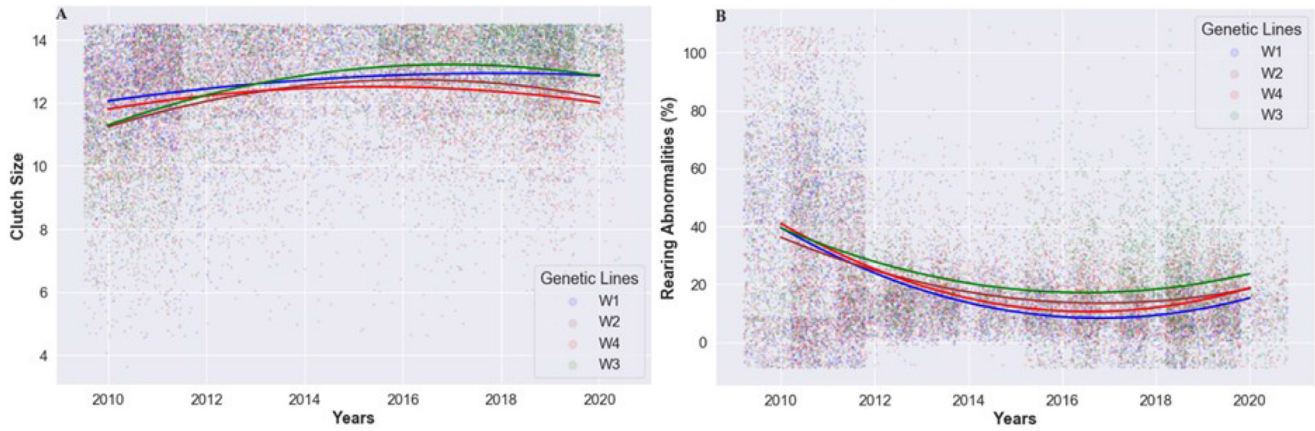 A
Clutch Size
14
12
10
8
6
4
2010 2012 2014 2016 2018 2020
Years
Genetic Lines
W1
W2
W4
W3
B
Rearing Abnormalities (%)
100
80
60
40
20
0
2010 2012 2014 2016 2018 2020
Years
Genetic Lines
W1
W2
W4
W3